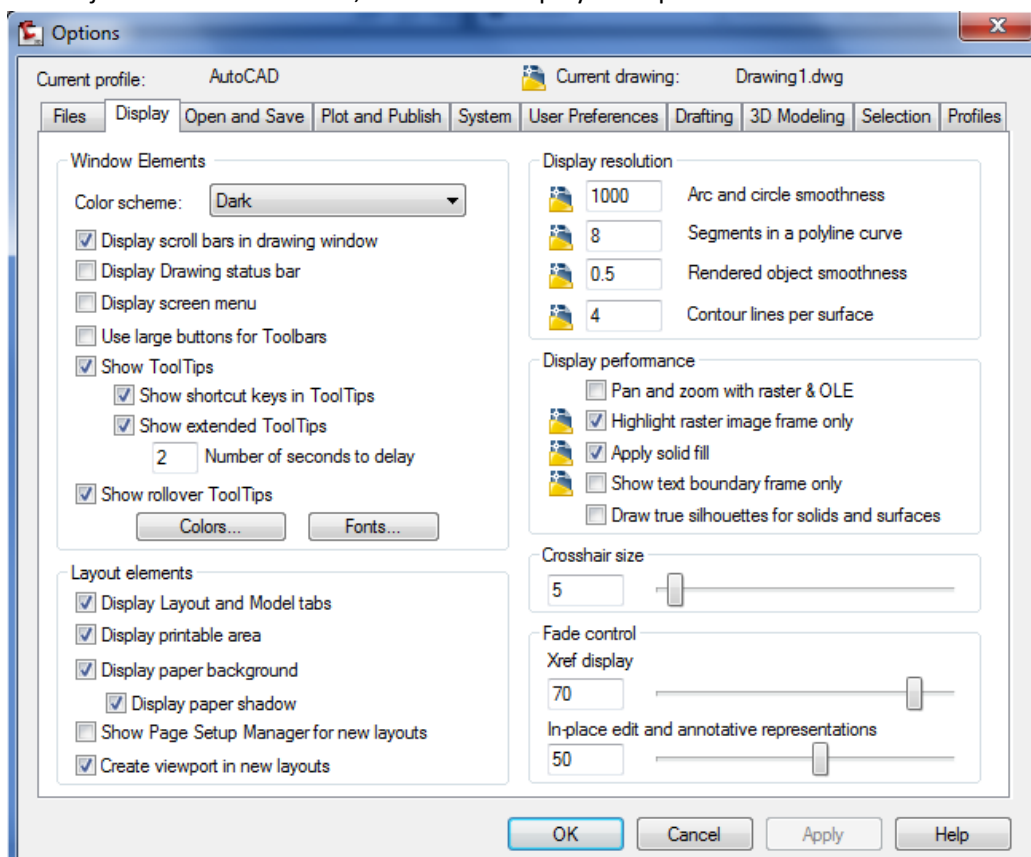 Options
Current profile: AutoCAD Current drawing: Drawing1.dwg
Files Display Open and Save Plot and Publish System User Preferences Drafting 3D Modeling Selection Profiles
Window Elements
Color scheme: Dark
Display scroll bars in drawing window
Display Drawing status bar
Display screen menu
Use large buttons for Toolbars
Show ToolTips
Show shortcut keys in ToolTips
Show extended ToolTips
2 Number of seconds to delay
Show rollover ToolTips
Colors... Fonts...
Layout elements
Display Layout and Model tabs
Display printable area
Display paper background
Display paper shadow
Show Page Setup Manager for new layouts
Create viewport in new layouts
Display resolution
1000 Arc and circle smoothness
8 Segments in a polyline curve
0.5 Rendered object smoothness
4 Contour lines per surface
Display performance
Pan and zoom with raster & OLE
Highlight raster image frame only
Apply solid fill
Show text boundary frame only
Draw true silhouettes for solids and surfaces
Crosshair size
5
Fade control
Xref display
70
In-place edit and annotative representations
50
OK Cancel Apply Help